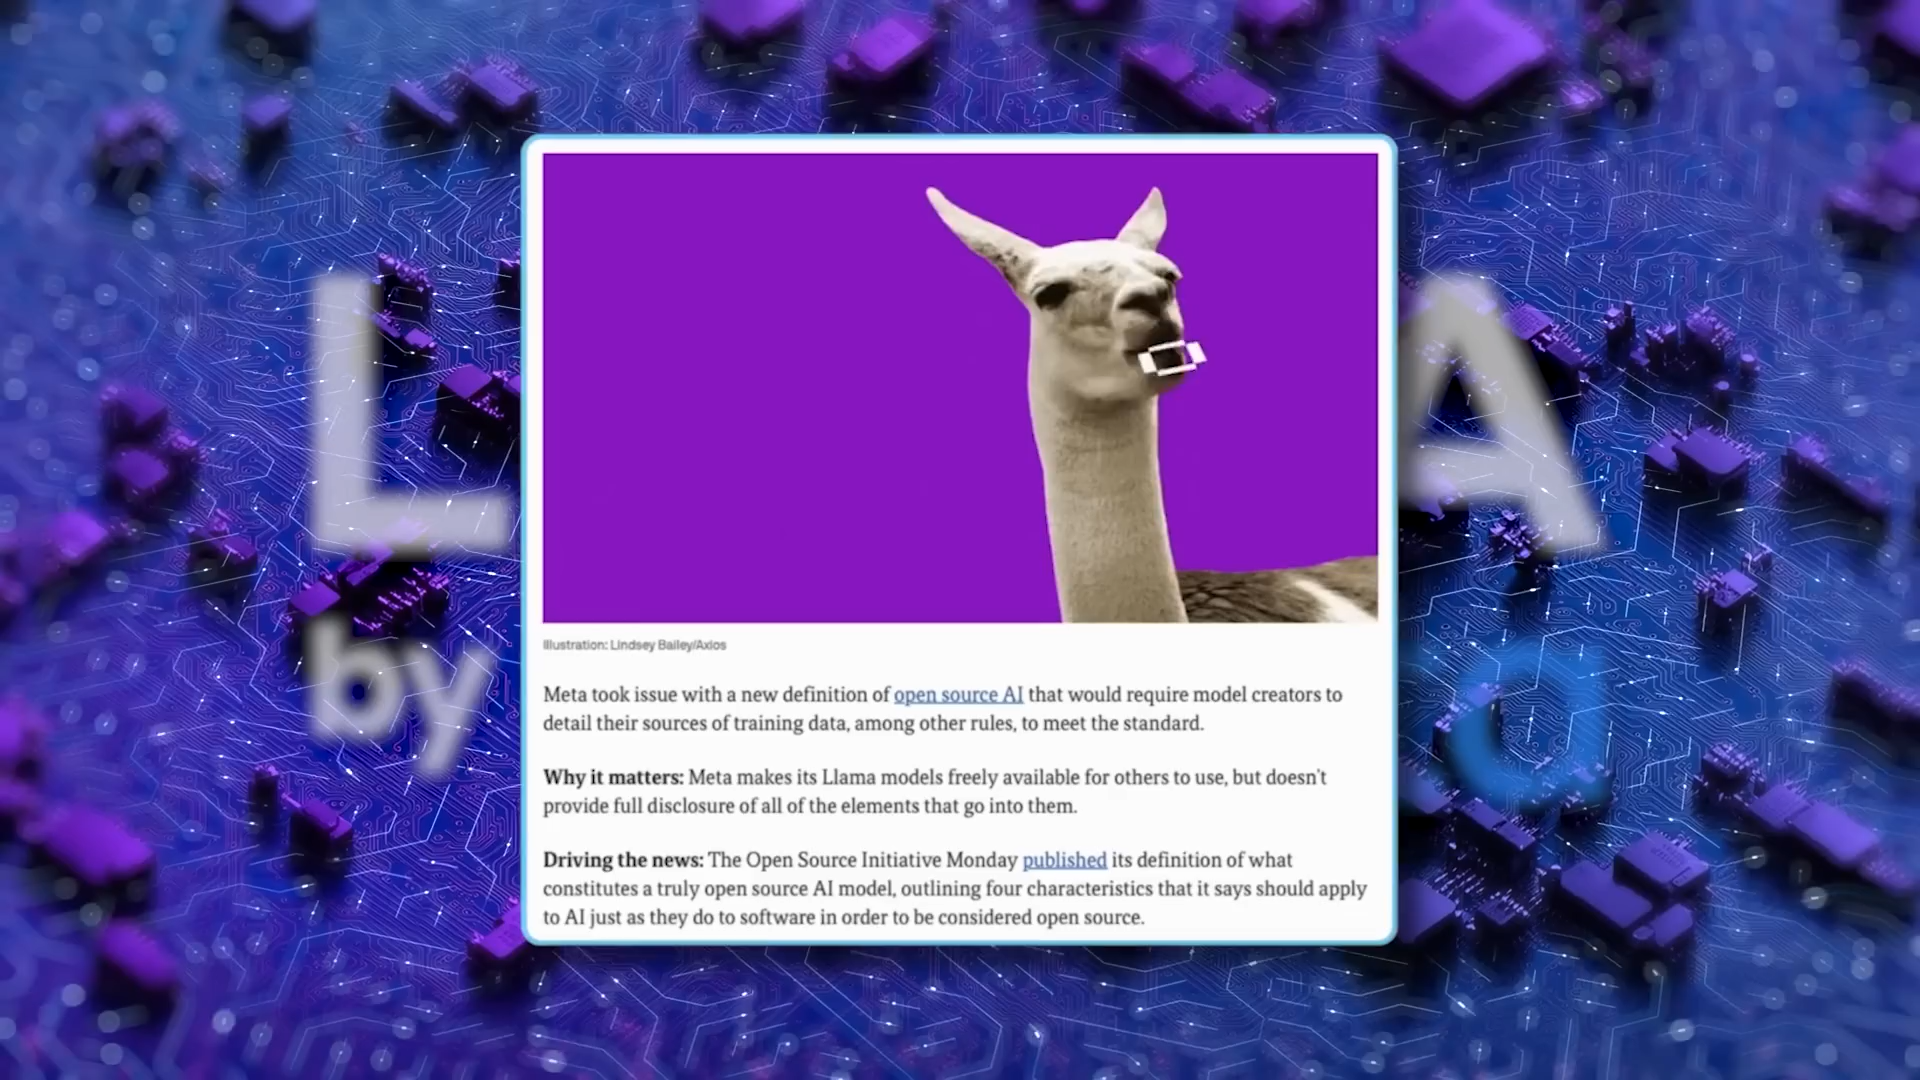 L A
by a
Illustration: Lindsey Bailey/Axios
Meta took issue with a new definition of open source AI that would require model creators to
detail their sources of training data, among other rules, to meet the standard.
Why it matters: Meta makes its Llama models freely available for others to use, but doesn't
provide full disclosure of all of the elements that go into them.
Driving the news: The Open Source Initiative Monday published its definition of what
constitutes a truly open source AI model, outlining four characteristics that it says should apply
to AI just as they do to software in order to be considered open source.